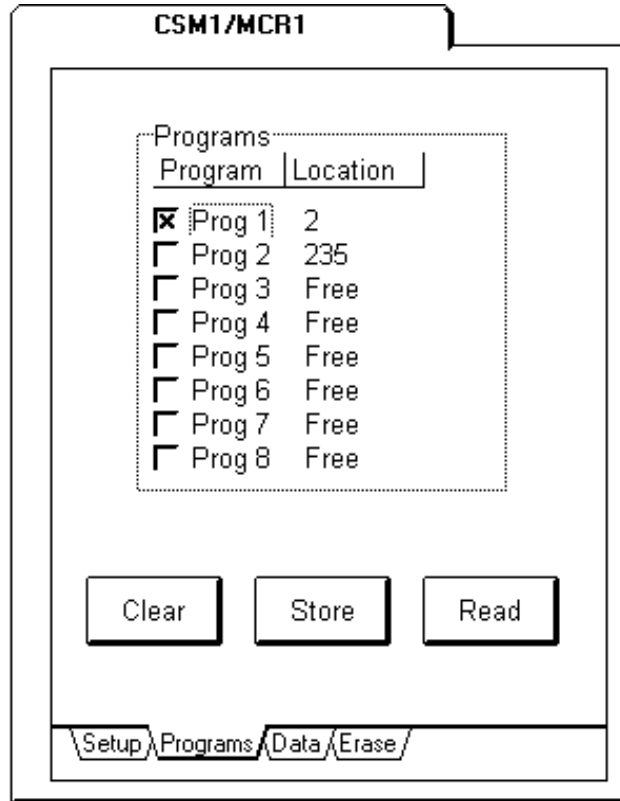 CSM1/MCR1
Programs
Program Location
Prog 1 2
Prog 2 235
Prog 3 Free
Prog 4 Free
Prog 5 Free
Prog 6 Free
Prog 7 Free
Prog 8 Free
Clear Store Read
Setup Programs Data Erase